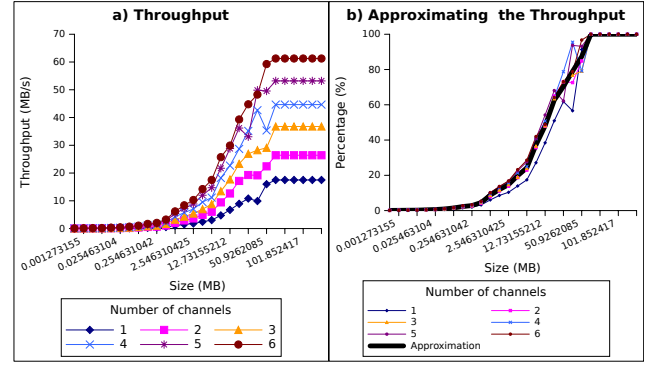 a) Throughput
Throughput (MB/s)
70
60
50
40
30
20
10
0
0.001273155
0.025463104
0.254631042
2.546310425
12.73155212
50.9262085
101.852417
Size (MB)
Number of channels
1 2 3
4 5 6
b) Approximating the Throughput
Percentage (%)
100
80
60
40
20
0
0.001273155
0.025463104
0.254631042
2.546310425
12.73155212
50.9262085
101.852417
Size (MB)
Number of channels
1 2
3 4
5 6
Approximation